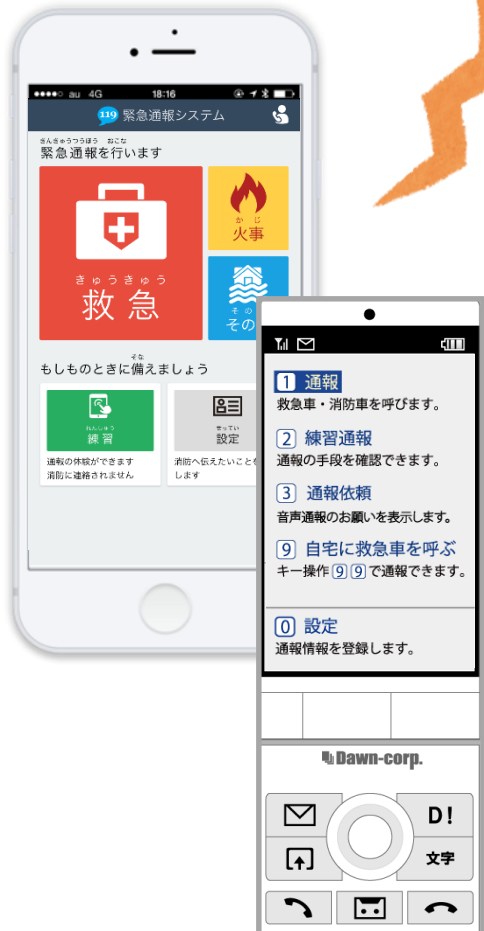 au 4G 18:16
119 緊急通報システム
きんきゅうつうほう おこな
緊急通報を行います
かじ
火事
きゅうきゅう
救急
その
その
そな
もしものときに備えましょう
れんしゅう
練習
せってい
設定
通報の体験ができます
消防に連絡されません
消防へ伝えたいこと
します
1 通報
救急車・消防車を呼びます。
2 練習通報
通報の手段を確認できます。
3 通報依頼
音声通報のお願いを表示します。
9 自宅に救急車を呼ぶ
キー操作99で通報できます。
0 設定
通報情報を登録します。
Dawn-corp.
D!
文字